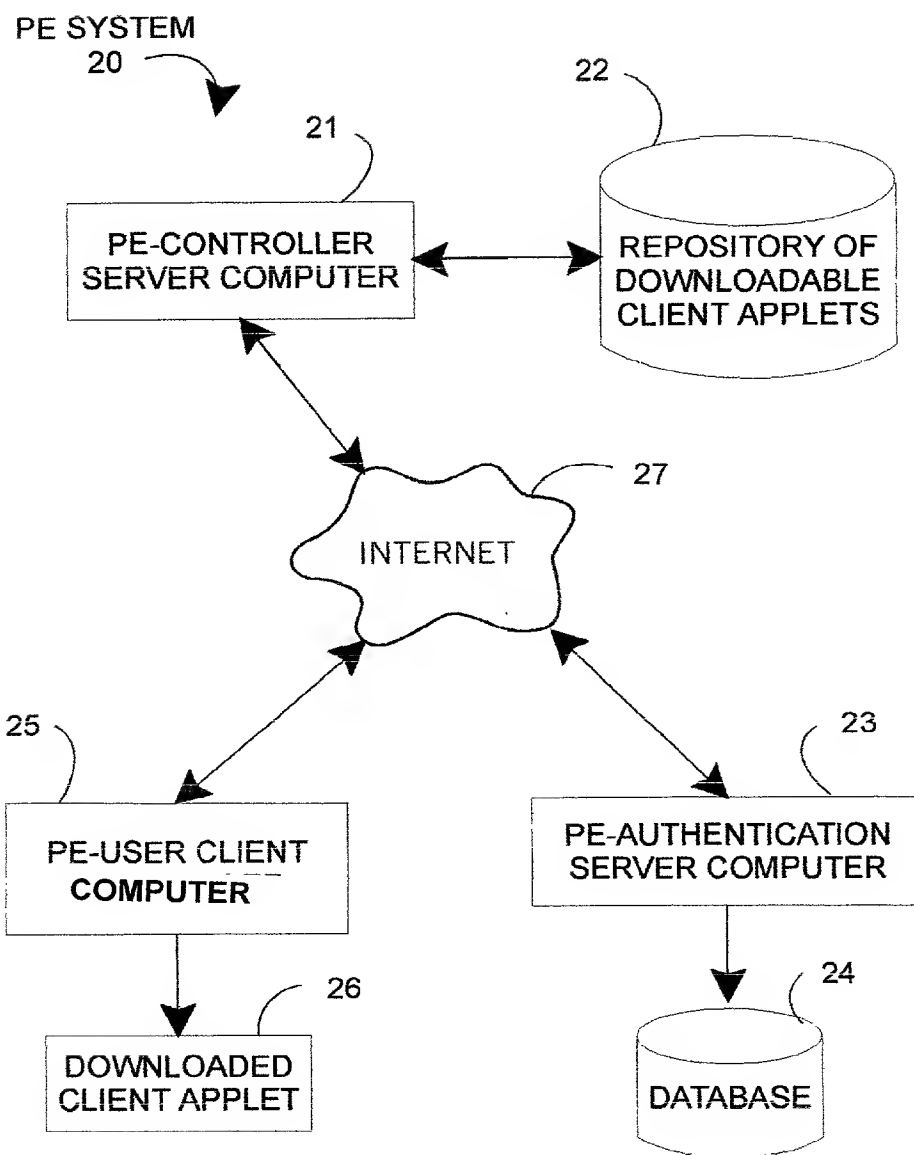 PE SYSTEM
20
21
22
PE-CONTROLLER
SERVER COMPUTER
REPOSITORY OF
DOWNLOADABLE
CLIENT APPLETS
27
INTERNET
25
23
PE-USER CLIENT
COMPUTER
PE-AUTHENTICATION
SERVER COMPUTER
26
24
DOWNLOADED
CLIENT APPLET
DATABASE